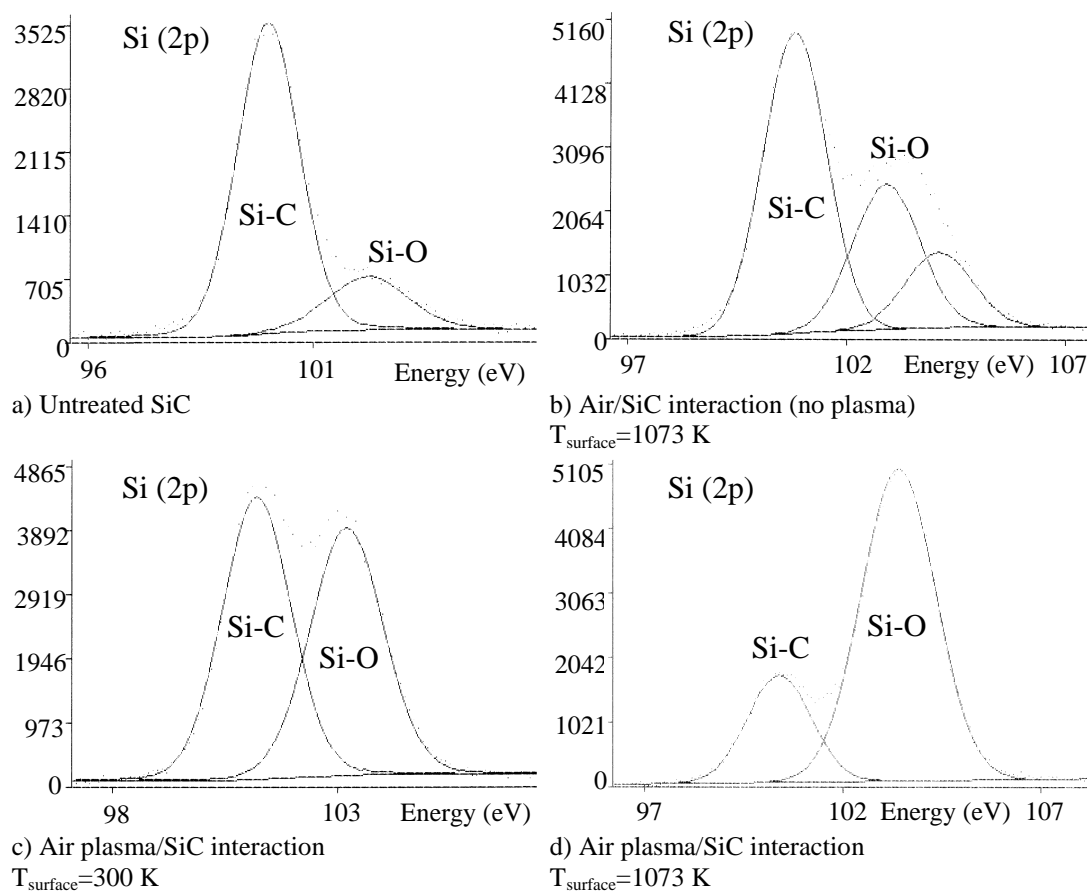 3525
Si (2p)
2820
2115
1410
Si-C
Si-O
705
0
96
101
Energy (eV)
a) Untreated SiC
5160
Si (2p)
4128
3096
Si-O
2064
Si-C
1032
0
97
102
Energy (eV)
107
b) Air/SiC interaction (no plasma)
Tsurface=1073 K
4865
Si (2p)
3892
2919
Si-C
1946
Si-O
973
0
98
103
Energy (eV)
c) Air plasma/SiC interaction
Tsurface=300 K
5105
Si (2p)
4084
3063
Si-O
2042
Si-C
1021
0
97
102
Energy (eV)
107
d) Air plasma/SiC interaction
Tsurface=1073 K